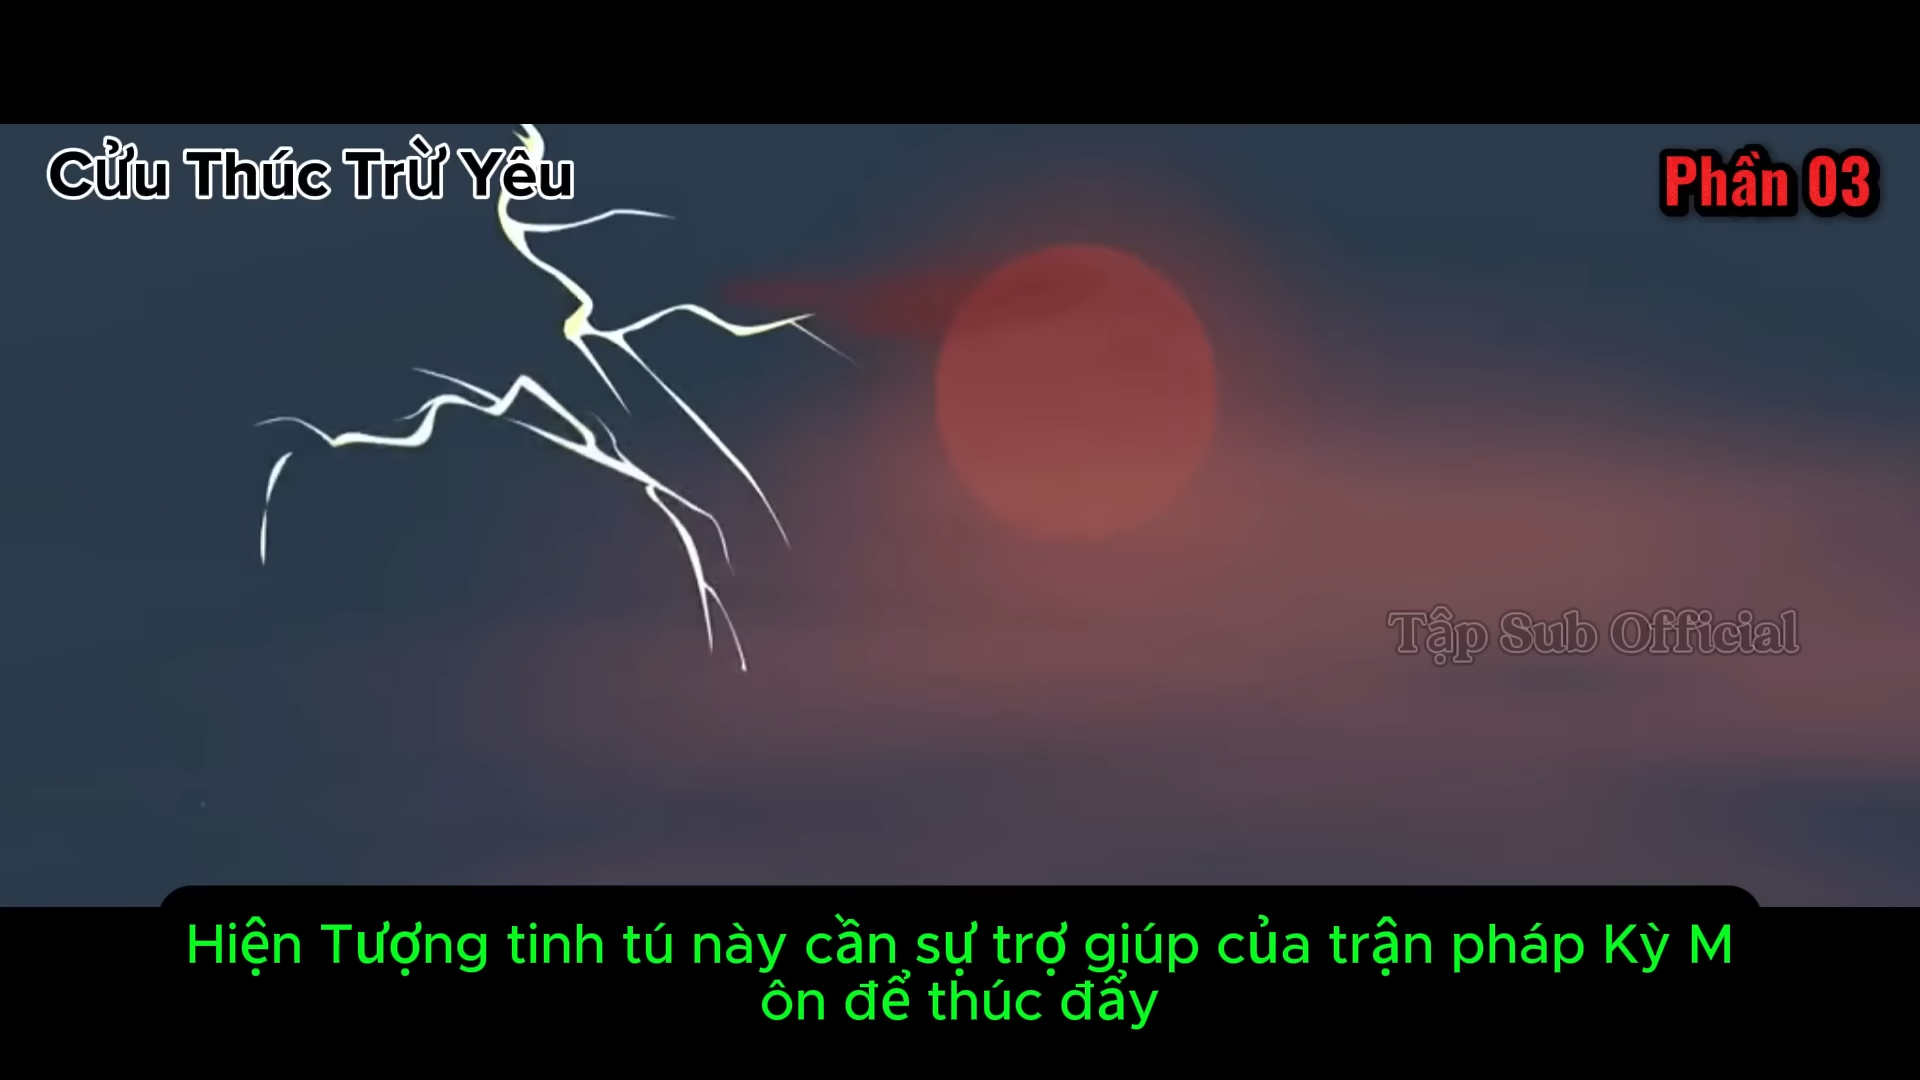 Cửu Thúc Trừ Yêu
Phần 03
Tập Sub Official
Hiện Tượng tinh tú này cần sự trợ giúp của trận pháp Kỳ M
ôn để thúc đẩy